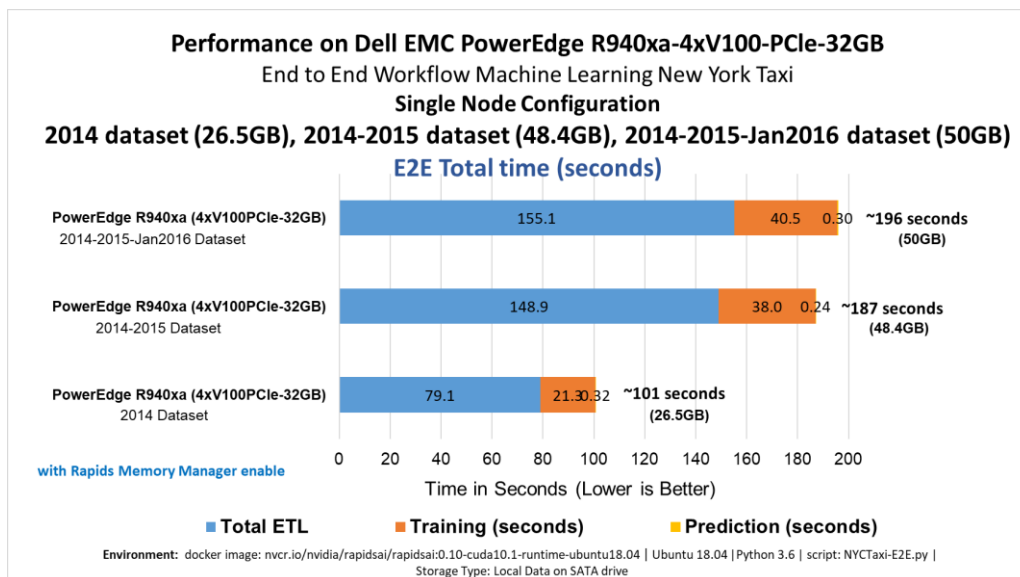 Performance on Dell EMC PowerEdge R940xa-4xV100-PCIe-32GB
End to End Workflow Machine Learning New York Taxi
Single Node Configuration
2014 dataset (26.5GB), 2014-2015 dataset (48.4GB), 2014-2015-Jan2016 dataset (50GB)
E2E Total time (seconds)
PowerEdge R940xa (4xV100PCIe-32GB)
2014-2015-Jan2016 Dataset
155.1 40.5 0.30
~196 seconds
(50GB)
PowerEdge R940xa (4xV100PCIe-32GB)
2014-2015 Dataset
148.9 38.0 0.24
~187 seconds
(48.4GB)
PowerEdge R940xa (4xV100PCIe-32GB)
2014 Dataset
79.1 21.3 0.32
~101 seconds
(26.5GB)
with Rapids Memory Manager enable
0 20 40 60 80 100 120 140 160 180 200
Time in Seconds (Lower is Better)
Total ETL Training (seconds) Prediction (seconds)
Environment: docker image: nvcr.io/nvidia/rapidsai/rapidsai:0.10-cuda10.1-runtime-ubuntu18.04 | Ubuntu 18.04 |Python 3.6 | script: NYCTaxi-E2E.py |
Storage Type: Local Data on SATA drive